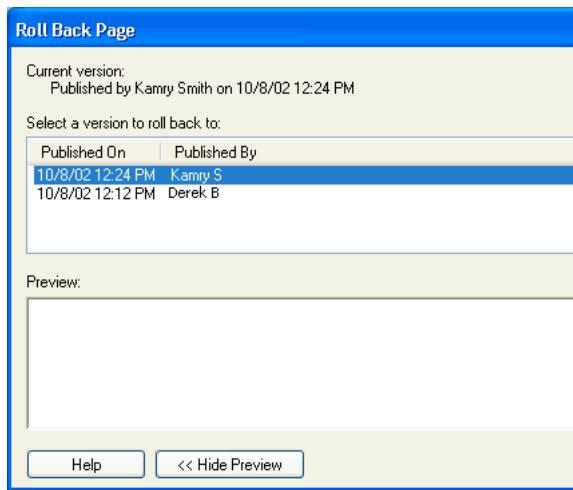 Roll Back Page
Current version:
Published by Kamry Smith on 10/8/02 12:24 PM
Select a version to roll back to:
Published On Published By
10/8/02 12:24 PM Kamry S
10/8/02 12:12 PM Derek B
Preview:
Help << Hide Preview